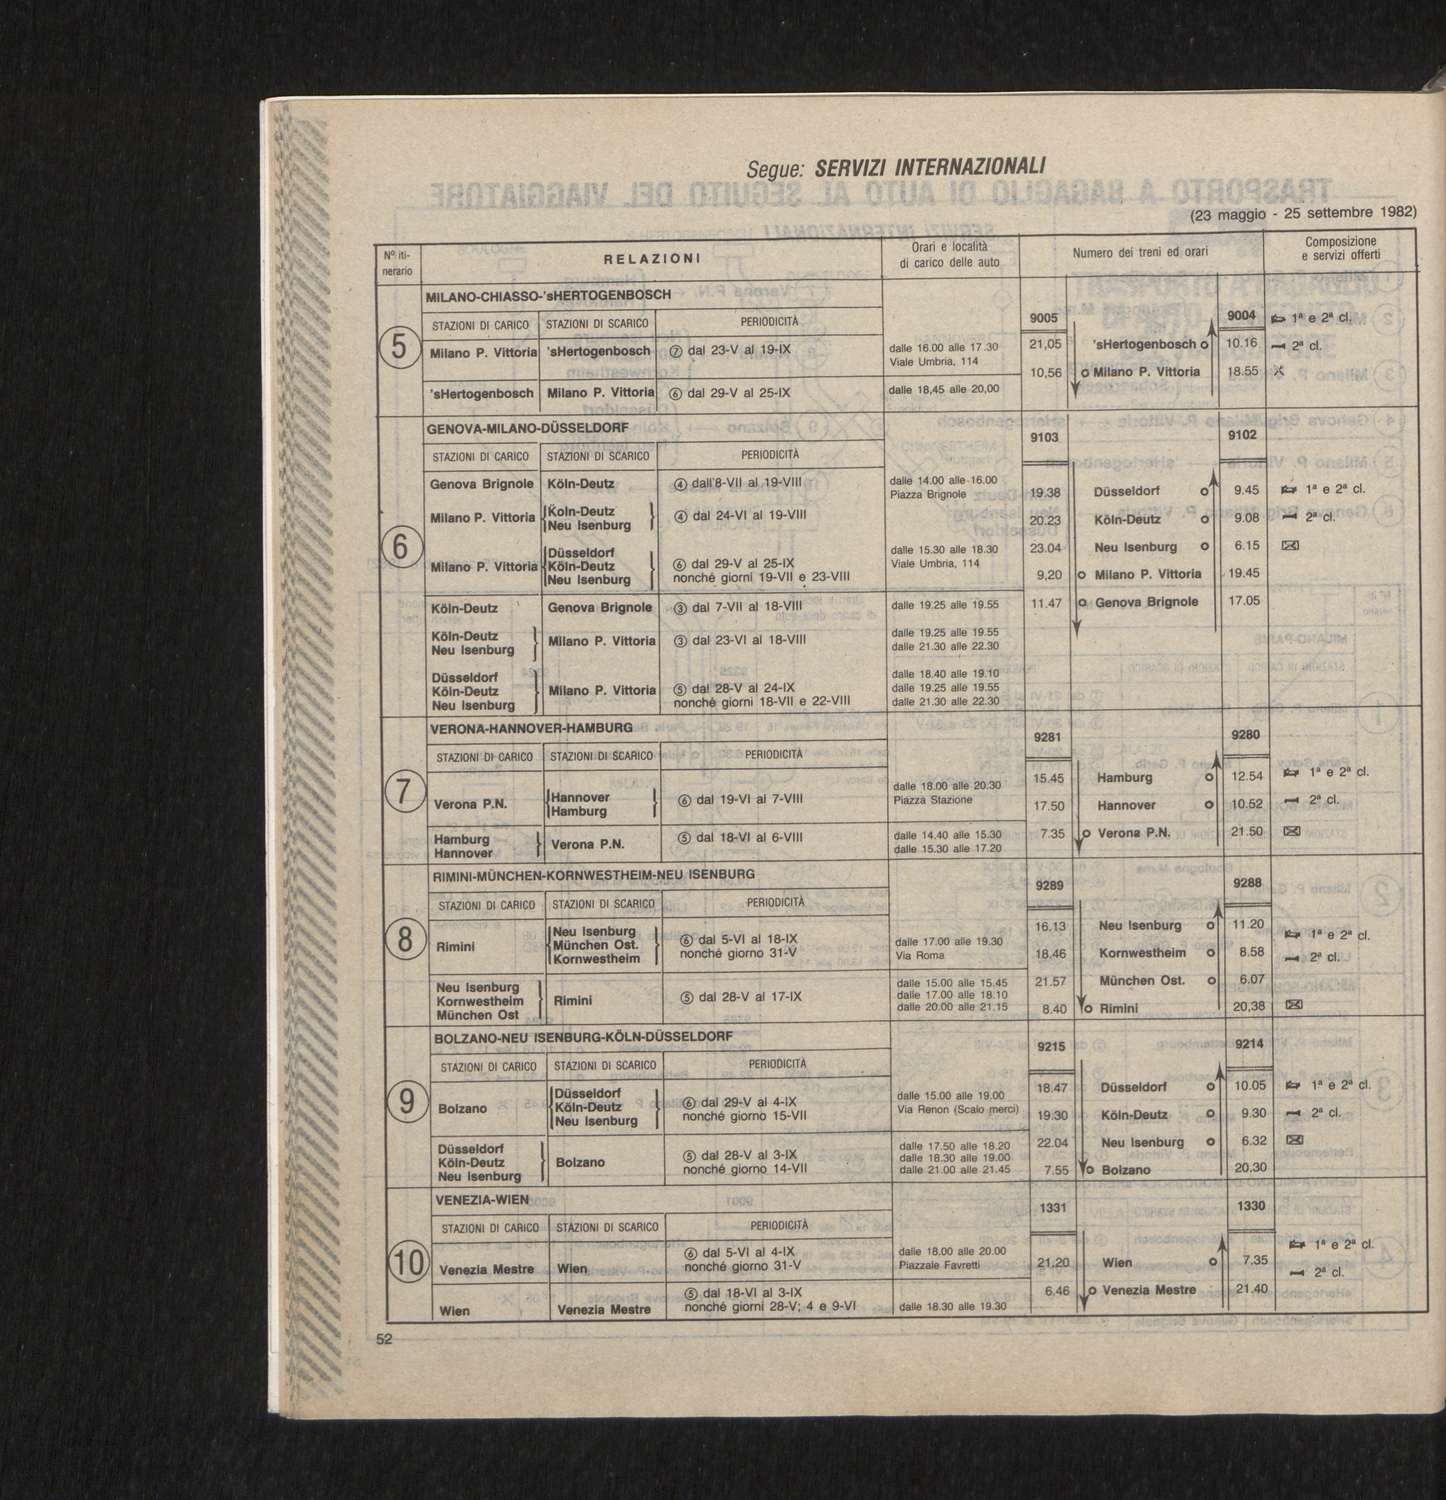 Segue: SERVIZI INTERNAZIONALI
(23 maggio - 25 settembre 1982)
Nº iti-
nerario
RELAZIONI
Orari e località
di carico delle auto
Numero dei treni ed orari
Composizione
e servizi offerti
5
MILANO-CHIASSO-'sHERTOGENBOSCH
STAZIONI DI CARICO STAZIONI DI SCARICO PERIODICITÀ
Milano P. Vittoria 'sHertogenbosch ⑦ dal 23-V al 19-IX
dalle 16.00 alle 17.30
Viale Umbria, 114
'sHertogenbosch Milano P. Vittoria ⑥ dal 29-V al 25-IX
dalle 18,45 alle 20,00
9005 9004 1ª e 2ª cl.
21,05 'sHertogenbosch 10.16 2ª cl.
10,56 Milano P. Vittoria 18.55
6
GENOVA-MILANO-DÜSSELDORF
STAZIONI DI CARICO STAZIONI DI SCARICO PERIODICITÀ
Genova Brignole Köln-Deutz ④ dall'8-VII al 19-VIII
dalle 14.00 alle 16.00
Piazza Brignole
Milano P. Vittoria { Koln-Deutz
Neu Isenburg } ④ dal 24-VI al 19-VIII
Milano P. Vittoria { Düsseldorf
Köln-Deutz
Neu Isenburg } ⑥ dal 29-V al 25-IX
nonché giorni 19-VII e 23-VIII
dalle 15.30 alle 18.30
Viale Umbria, 114
Köln-Deutz Genova Brignole ③ dal 7-VII al 18-VIII
dalle 19.25 alle 19.55
Köln-Deutz
Neu Isenburg } Milano P. Vittoria ③ dal 23-VI al 18-VIII
dalle 19.25 alle 19.55
dalle 21.30 alle 22.30
Düsseldorf
Köln-Deutz
Neu Isenburg } Milano P. Vittoria ⑤ dal 28-V al 24-IX
nonché giorni 18-VII e 22-VIII
dalle 18.40 alle 19.10
dalle 19.25 alle 19.55
dalle 21.30 alle 22.30
9103 9102
19.38 Düsseldorf 9.45 1ª e 2ª cl.
20.23 Köln-Deutz 9.08 2ª cl.
23.04 Neu Isenburg 6.15
9,20 Milano P. Vittoria 19.45
11.47 Genova Brignole 17.05
7
VERONA-HANNOVER-HAMBURG
STAZIONI DI CARICO STAZIONI DI SCARICO PERIODICITÀ
Verona P.N. { Hannover
Hamburg } ⑥ dal 19-VI al 7-VIII
dalle 18.00 alle 20.30
Piazza Stazione
Hamburg
Hannover } Verona P.N. ⑤ dal 18-VI al 6-VIII
dalle 14.40 alle 15.30
dalle 15.30 alle 17.20
9281 9280
15.45 Hamburg 12.54 1ª e 2ª cl.
17.50 Hannover 10.52 2ª cl.
7.35 Verona P.N. 21.50
8
RIMINI-MÜNCHEN-KORNWESTHEIM-NEU ISENBURG
STAZIONI DI CARICO STAZIONI DI SCARICO PERIODICITÀ
Rimini { Neu Isenburg
München Ost.
Kornwestheim } ⑥ dal 5-VI al 18-IX
nonché giorno 31-V
dalle 17.00 alle 19.30
Via Roma
Neu Isenburg
Kornwestheim
München Ost } Rimini ⑤ dal 28-V al 17-IX
dalle 15.00 alle 15.45
dalle 17.00 alle 18.10
dalle 20.00 alle 21.15
9289 9288
16.13 Neu Isenburg 11.20 1ª e 2ª cl.
18.46 Kornwestheim 8.58 2ª cl.
21.57 München Ost. 6.07
8.40 Rimini 20,38
9
BOLZANO-NEU ISENBURG-KÖLN-DÜSSELDORF
STAZIONI DI CARICO STAZIONI DI SCARICO PERIODICITÀ
Bolzano { Düsseldorf
Köln-Deutz
Neu Isenburg } ⑥ dal 29-V al 4-IX
nonché giorno 15-VII
dalle 15.00 alle 19.00
Via Renon (Scalo merci)
Düsseldorf
Köln-Deutz
Neu Isenburg } Bolzano ⑤ dal 28-V al 3-IX
nonché giorno 14-VII
dalle 17.50 alle 18.20
dalle 18.30 alle 19.00
dalle 21.00 alle 21.45
9215 9214
18.47 Düsseldorf 10.05 1ª e 2ª cl.
19.30 Köln-Deutz 9.30 2ª cl.
22.04 Neu Isenburg 6.32
7.55 Bolzano 20.30
10
VENEZIA-WIEN
STAZIONI DI CARICO STAZIONI DI SCARICO PERIODICITÀ
Venezia Mestre Wien ⑥ dal 5-VI al 4-IX
nonché giorno 31-V
dalle 18.00 alle 20.00
Piazzale Favretti
Wien Venezia Mestre ⑤ dal 18-VI al 3-IX
nonché giorni 28-V; 4 e 9-VI
dalle 18.30 alle 19.30
1331 1330
21,20 Wien 7.35 1ª e 2ª cl.
6.46 Venezia Mestre 21.40 2ª cl.
52